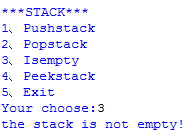 ***STACK***
1、Pushstack
2、Popstack
3、Isempty
4、Peekstack
5、Exit
Your choose:3
the stack is not empty!